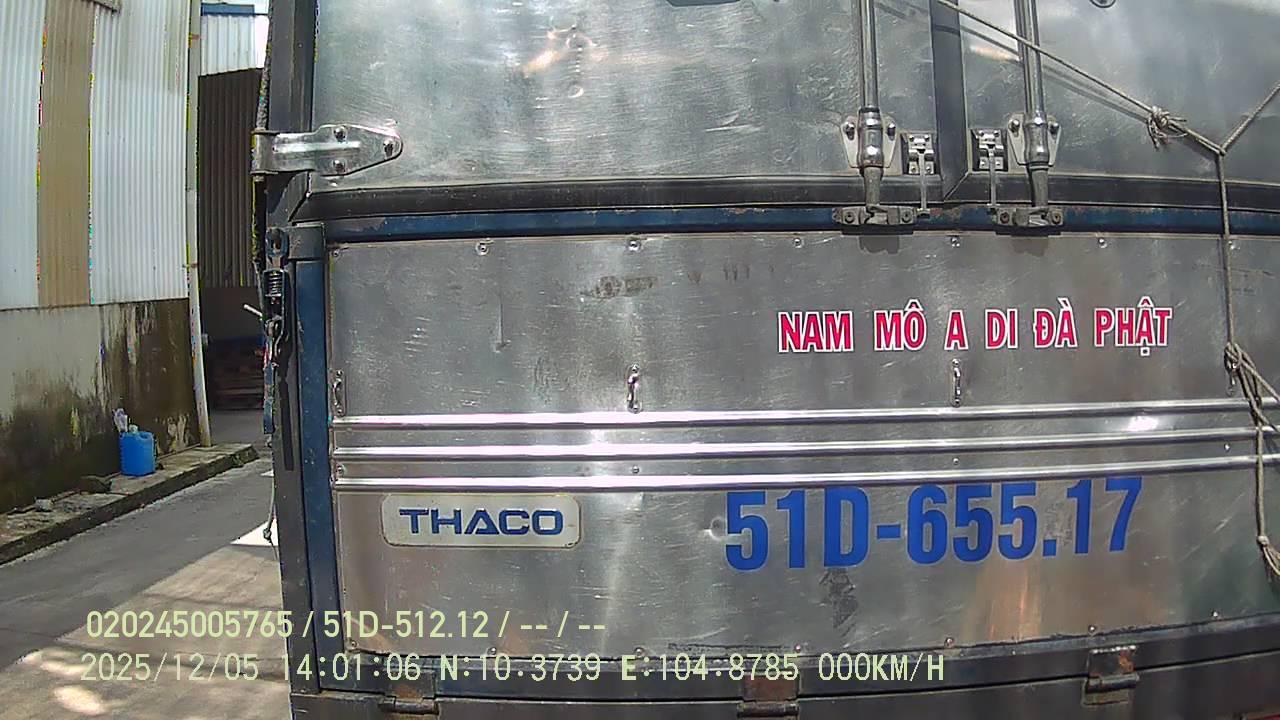 NAM MÔ A DI ĐÀ PHẬT
THACO
51D-655.17
020245005765 / 51D-512.12 / -- / --
2025/12/05 14:01:06 N:10.3739 E:104.8785 000KM/H